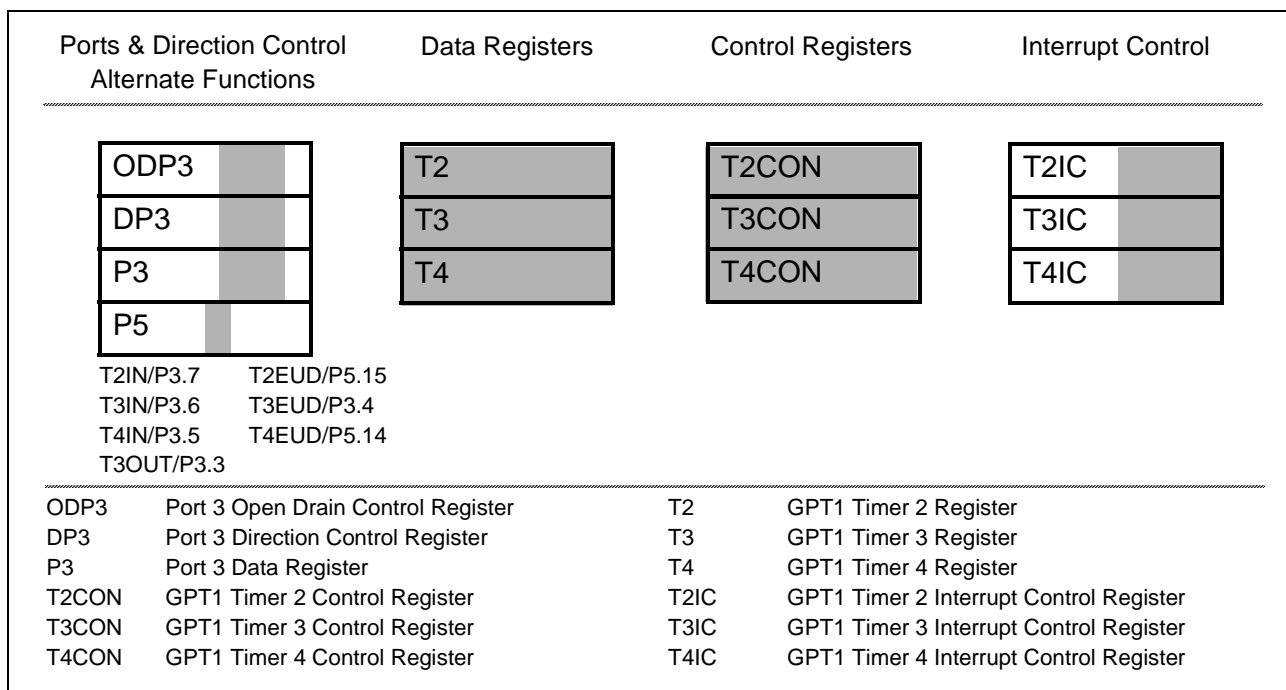 Ports & Direction Control
Alternate Functions
Data Registers
Control Registers
Interrupt Control
ODP3
DP3
P3
P5
T2
T3
T4
T2CON
T3CON
T4CON
T2IC
T3IC
T4IC
T2IN/P3.7 T2EUD/P5.15
T3IN/P3.6 T3EUD/P3.4
T4IN/P3.5 T4EUD/P5.14
T3OUT/P3.3
ODP3 Port 3 Open Drain Control Register
DP3 Port 3 Direction Control Register
P3 Port 3 Data Register
T2CON GPT1 Timer 2 Control Register
T3CON GPT1 Timer 3 Control Register
T4CON GPT1 Timer 4 Control Register
T2 GPT1 Timer 2 Register
T3 GPT1 Timer 3 Register
T4 GPT1 Timer 4 Register
T2IC GPT1 Timer 2 Interrupt Control Register
T3IC GPT1 Timer 3 Interrupt Control Register
T4IC GPT1 Timer 4 Interrupt Control Register